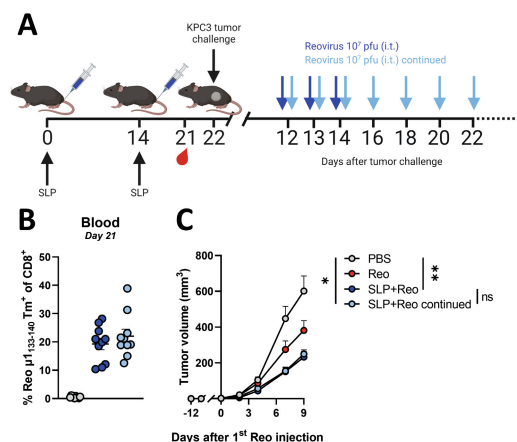 A
KPC3 tumor
challenge
Reovirus 10⁷ pfu (i.t.)
Reovirus 10⁷ pfu (i.t.) continued
0 14 21 22 12 13 14 16 18 20 22
SLP SLP
Days after tumor challenge
B
Blood
Day 21
% Reo μ1₁₃₃₋₁₄₀ Tm⁺ of CD8⁺
50
40
30
20
10
0
C
Tumor volume (mm³)
800
600
400
200
0
-12 0 3 6 9
Days after 1ˢᵗ Reo injection
PBS
Reo
SLP+Reo
SLP+Reo continued
*
**
ns